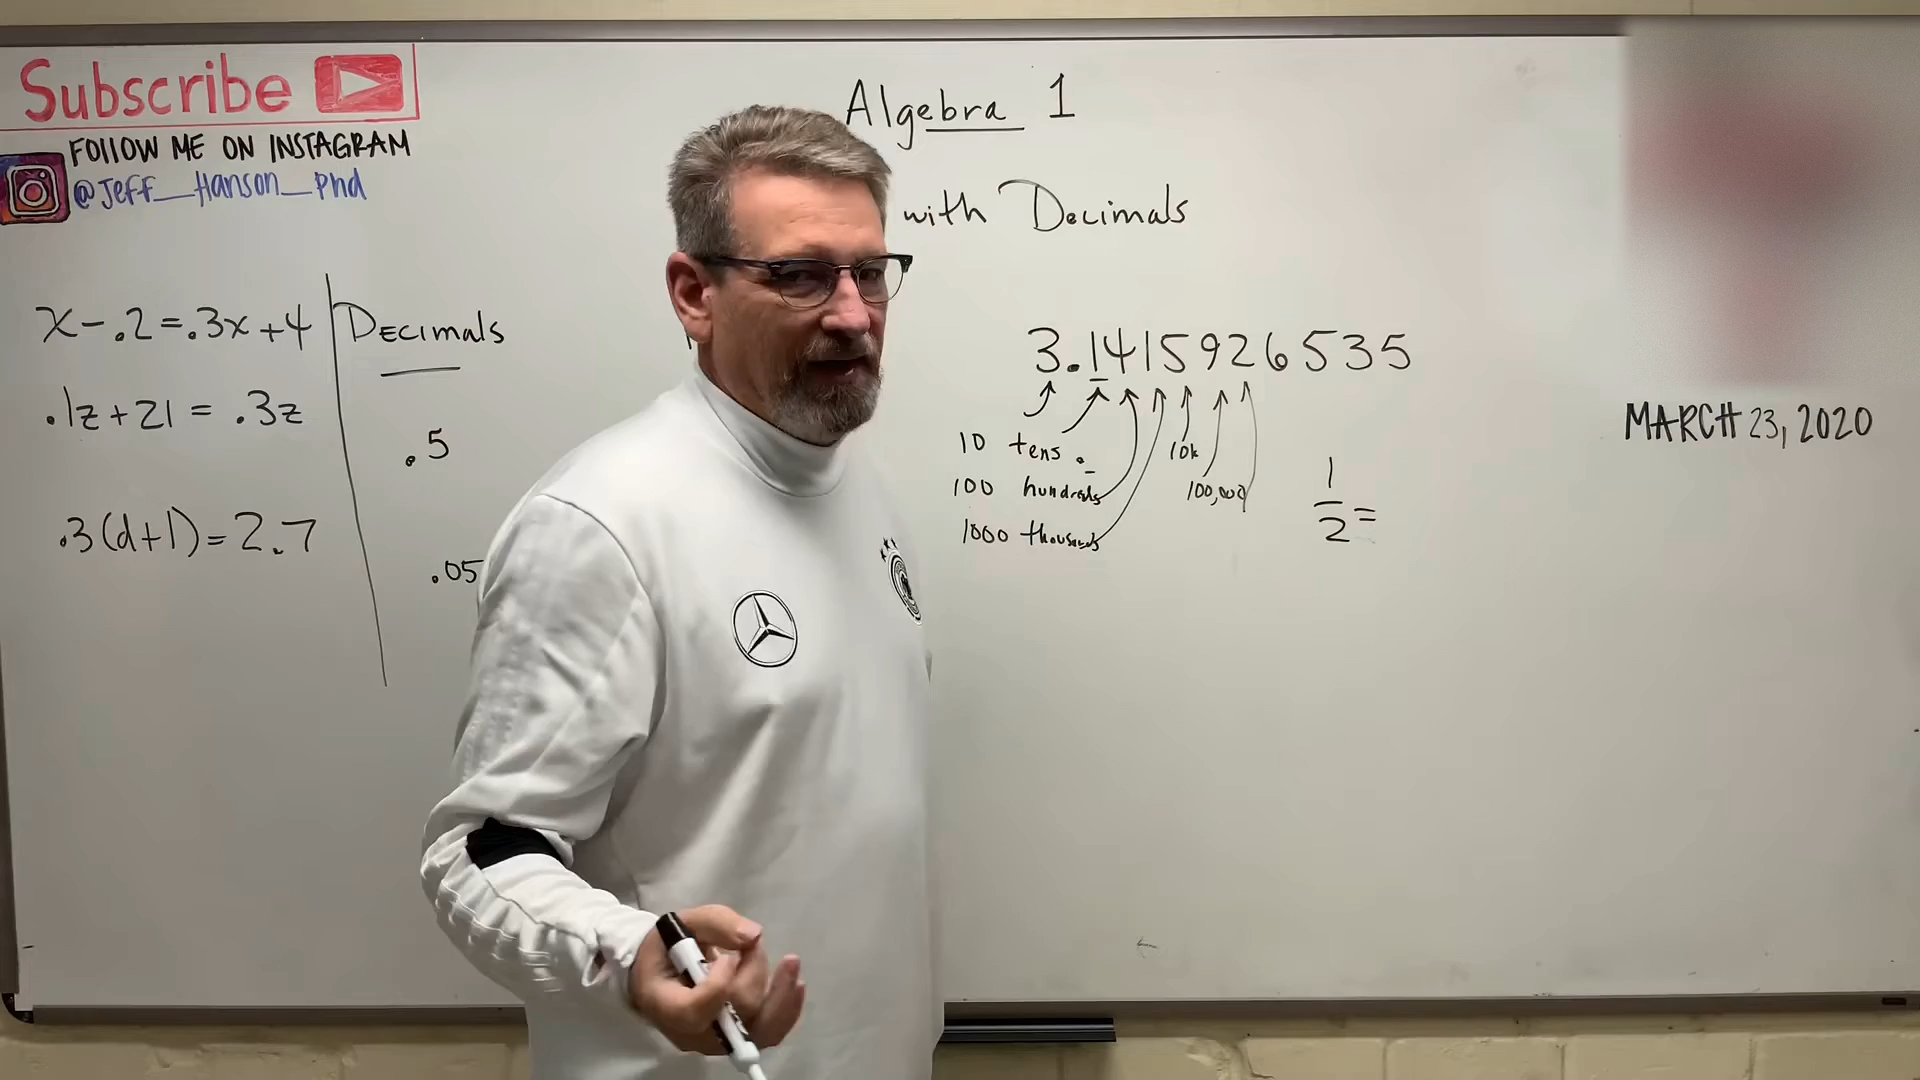 Subscribe
FOLLOW ME ON INSTAGRAM
@Jeff_Hanson_Phd
Algebra 1
with Decimals
x-.2=.3x+4
.1z+21=.3z
.3(d+1)=2.7
Decimals
.5
.05
3.1415926535
10 tens .
100 hundreds
1000 thousands
10k
100,000
1
2=
MARCH 23, 2020